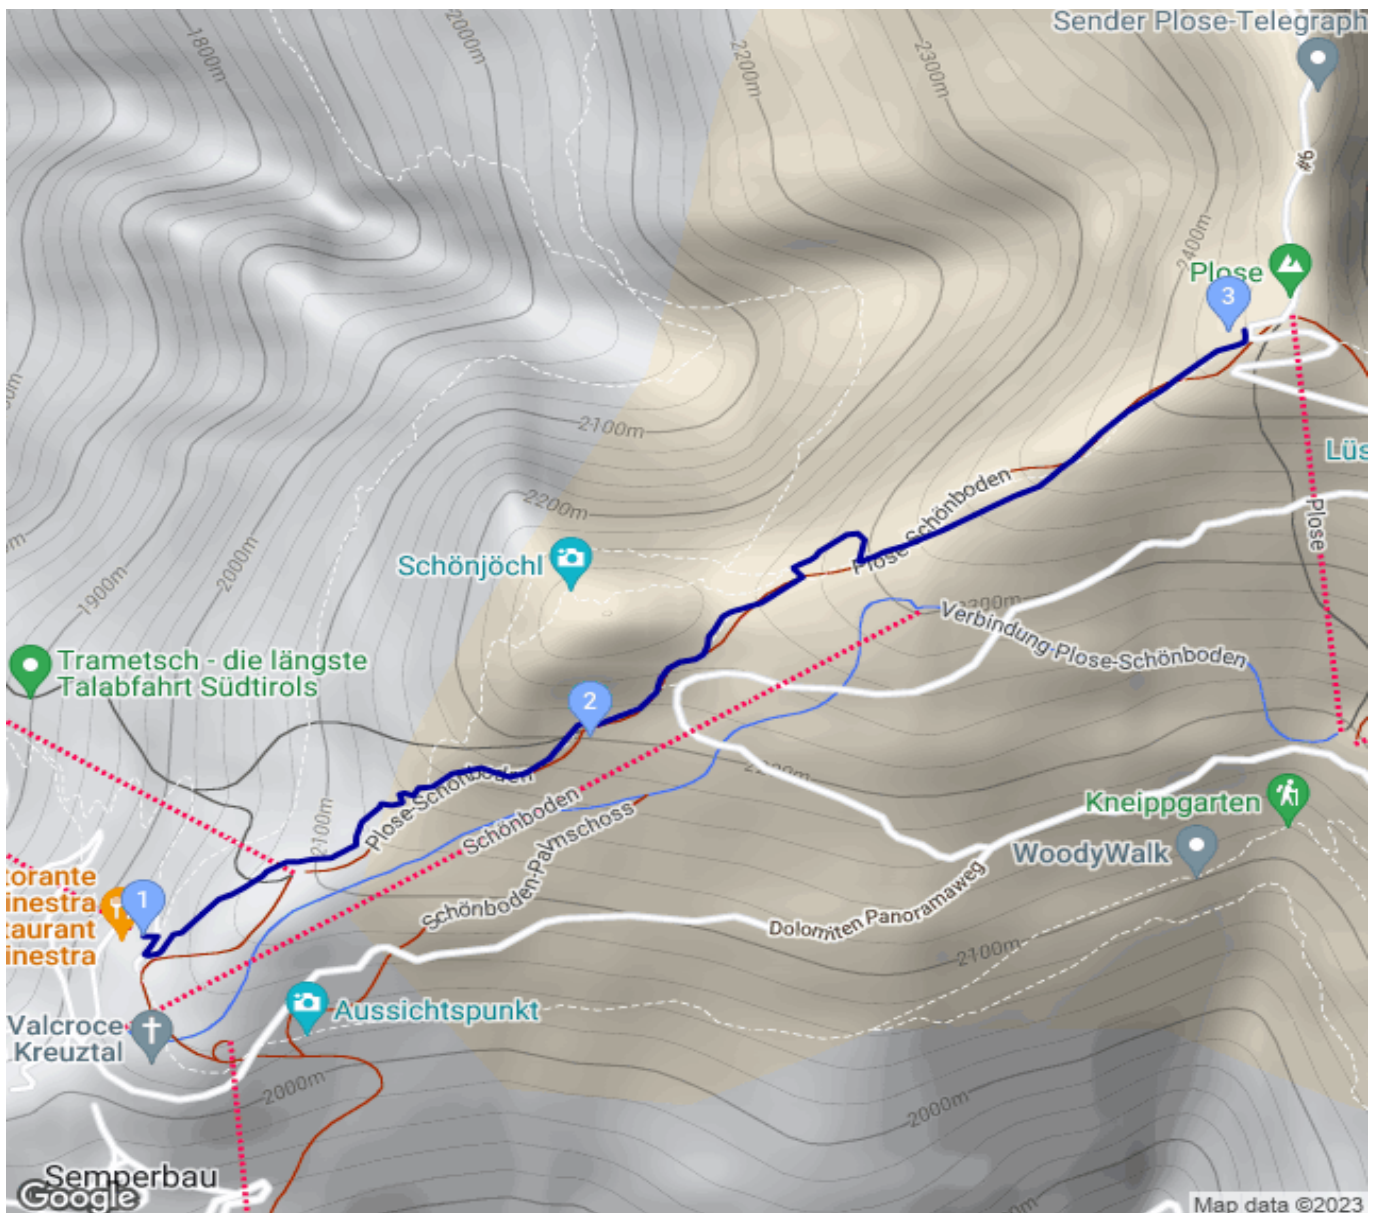 Sender Plose-Telegraph
1800m
2000m
2200m
2300m
#6
2400m
Plose
3
2100m
Lüs
2200m
Plose-Schönboden
Plose
Schönjöchl
2000m
1900m
2300m
Verbindung-Plose-Schönboden
Trametsch - die längste
Talabfahrt Südtirols
2
2200m
Plose-Schönboden
Schönboden
2100m
Kneippgarten
Schönboden-Palmschoss
WoodyWalk
torante
inestra
taurant
inestra
1
Dolomiten Panoramaweg
2100m
Valcroce
Kreuztal
Aussichtspunkt
2000m
2000m
Semperbau
Google
Map data ©2023